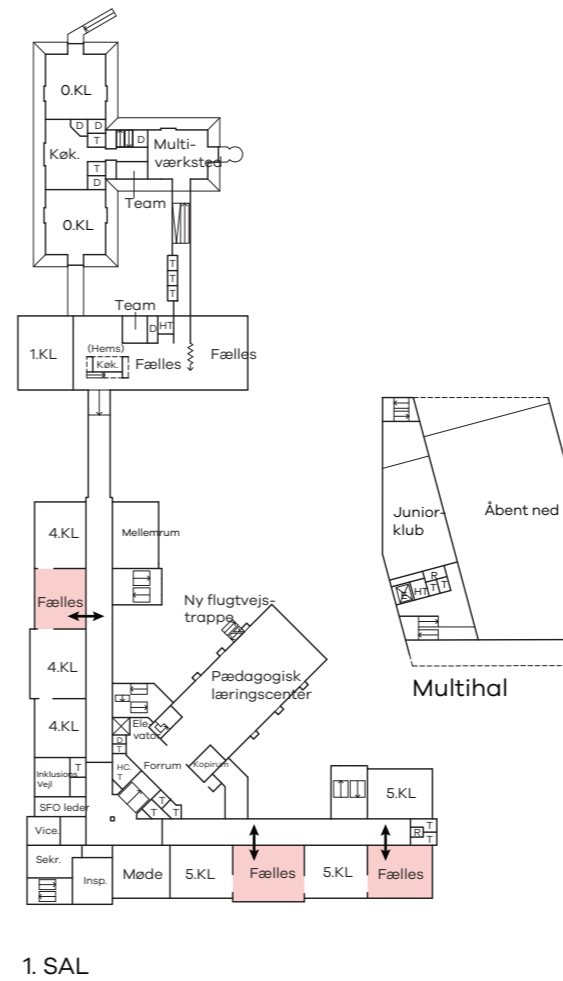 0.KL
D
D
T
D
Køk.
Multi-
værksted
T
D
Team
0.KL
T
T
T
Team
D
HT
1.KL
(Hems)
Køk.
Fælles
Fælles
4.KL
Mellemrum
Fælles
Ny flugtvejs-
trappe
4.KL
Pædagogisk
læringscenter
4.KL
Ele-
vator
D
T
Forrum
Kopirum
HC.
T
T
Inklusions
Vejl
SFO leder
T
T
T
Vice.
5.KL
R
T
T
Sekr.
Insp.
Møde
5.KL
Fælles
5.KL
Fælles
Junior-
klub
Åbent ned
R
E
HT
T
T
Multihal
1. SAL